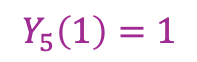 Y₅(1) = 1